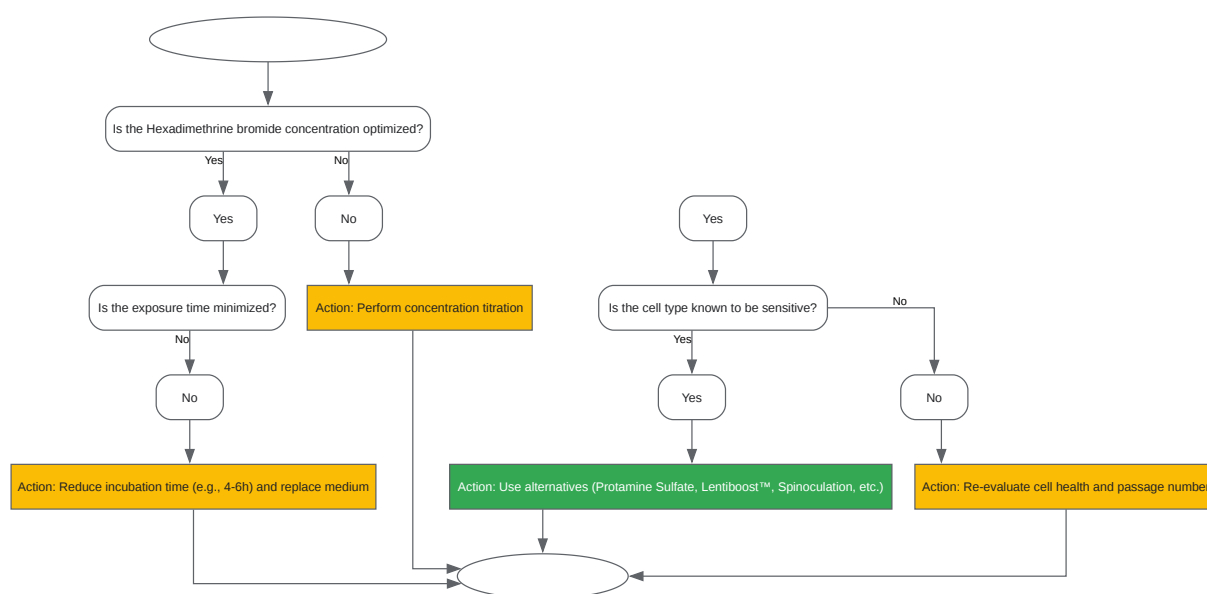 Is the Hexadimethrine bromide concentration optimized?
Yes
No
Yes
No
Yes
Is the exposure time minimized?
Action: Perform concentration titration
Is the cell type known to be sensitive?
No
No
Yes
No
Yes
No
Action: Reduce incubation time (e.g., 4-6h) and replace medium
Action: Use alternatives (Protamine Sulfate, Lentiboost™, Spinoculation, etc.)
Action: Re-evaluate cell health and passage number